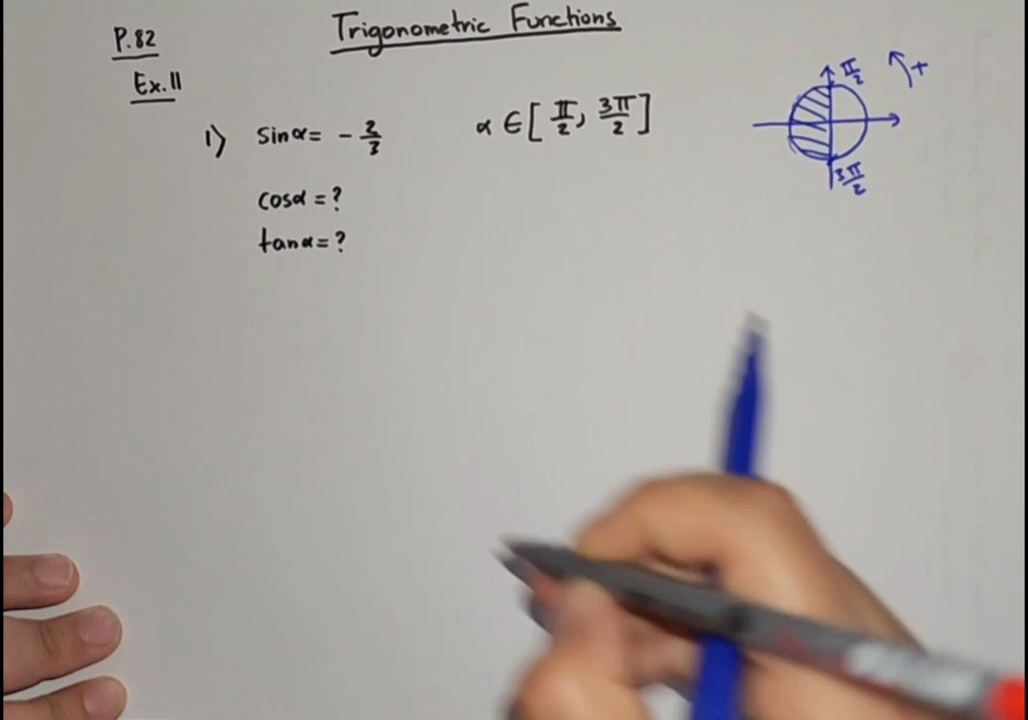 Trigonometric Functions
P.82
Ex.11
1) sinα = - 2/3 α ∈ [π/2, 3π/2]
cosα = ?
tanα = ?
π/2
+
3π/2